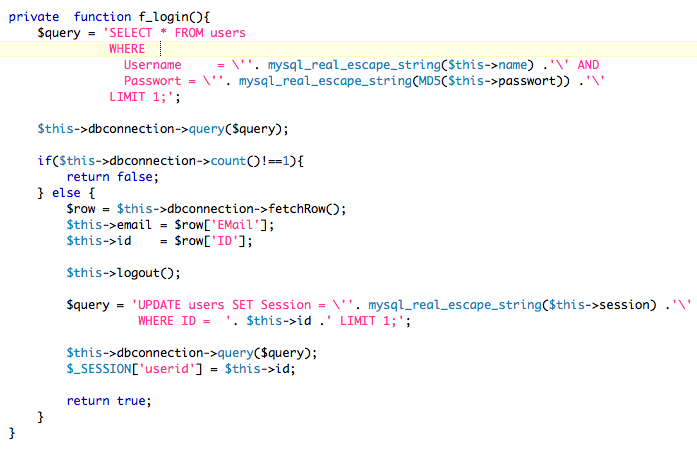 private  function f_login(){
    $query = 'SELECT * FROM users
              WHERE
                Username     = \''. mysql_real_escape_string($this->name) .'\' AND
                Passwort = \''. mysql_real_escape_string(MD5($this->passwort)) .'\'
              LIMIT 1;';

    $this->dbconnection->query($query);

    if($this->dbconnection->count()!==1){
        return false;
    } else {
        $row = $this->dbconnection->fetchRow();
        $this->email = $row['EMail'];
        $this->id    = $row['ID'];

        $this->logout();

        $query = 'UPDATE users SET Session = \''. mysql_real_escape_string($this->session) .'\'
                  WHERE ID =  '. $this->id .' LIMIT 1;';

        $this->dbconnection->query($query);
        $_SESSION['userid'] = $this->id;

        return true;
    }
}